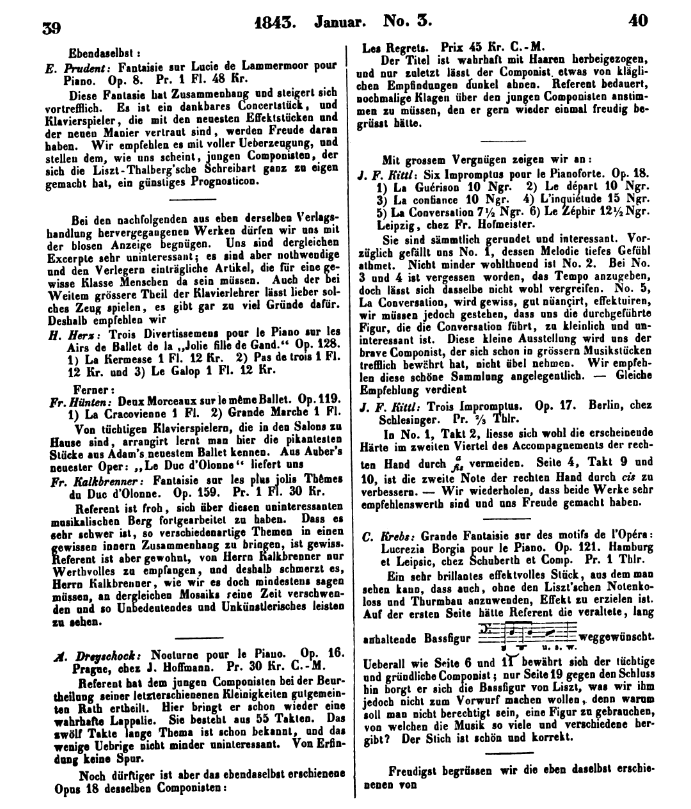 39
1843. Januar. No. 3.
40
Ebendaselbst:
E. Prudent: Fantaisie sur Lucie de Lammermoor pour
Piano. Op. 8. Pr. 1 Fl. 48 Kr.
Diese Fantasie hat Zusammenhang und steigert sich
vortrefflich. Es ist ein dankbares Concertstück, und
Klavierspieler, die mit den neuesten Effektstücken und
der neuen Manier vertraut sind, werden Freude daran
haben. Wir empfehlen es mit voller Ueberzeugung, und
stellen dem, wie uns scheint, jungen Componisten, der
sich die Liszt-Thalberg'sche Schreibart ganz zu eigen
gemacht hat, ein günstiges Prognosticon.
Bei den nachfolgenden aus eben derselben Verlags-
handlung hervergegangenen Werken dürfen wir uns mit
der blosen Anzeige begnügen. Uns sind dergleichen
Excerpte sehr uninteressant; es sind aber nothwendige
und den Verlegern einträgliche Artikel, die für eine ge-
wisse Klasse Menschen da sein müssen. Auch der bei
Weitem grössere Theil der Klavierlehrer lässt lieber sol-
ches Zeug spielen, es gibt gar zu viel Gründe dafür.
Deshalb empfehlen wir
H. Herz: Trois Divertissemens pour le Piano sur les
Airs de Ballet de la „Jolie fille de Gand.“ Op. 128.
1) La Kermesse 1 Fl. 12 Kr. 2) Pas de trois 1 Fl.
12 Kr. und 3) Le Galop 1 Fl. 12 Kr.
Ferner:
Fr. Hünten: Deux Morceaux sur le même Ballet. Op. 119.
1) La Cracovienne 1 Fl. 2) Grande Marche 1 Fl.
Von tüchtigen Klavierspielern, die in den Salons zu
Hause sind, arrangirt lernt man hier die pikantesten
Stücke aus Adam's neuestem Ballet kennen. Aus Auber's
neuester Oper: „Le Duc d'Olonne“ liefert uns
Fr. Kalkbrenner: Fantaisie sur les plus jolis Thèmes
du Duc d'Olonne. Op. 159. Pr. 1 Fl. 30 Kr.
Referent ist froh, sich über diesen uninteressanten
musikalischen Berg fortgearbeitet zu haben. Dass es
sehr schwer ist, so verschiedenartige Themen in einen
gewissen innern Zusammenhang zu bringen, ist gewiss.
Referent ist aber gewohnt, von Herrn Kalkbrenner nur
Werthvolles zu empfangen, und deshalb schmerzt es,
Herrn Kalkbrenner, wie wir es doch mindestens sagen
müssen, an dergleichen Mosaiks seine Zeit verschwen-
den und so Unbedeutendes und Unkünstlerisches leisten
zu sehen.
A. Dreyschock: Nocturne pour le Piano. Op. 16.
Prague, chez J. Hoffmann. Pr. 30 Kr. C.-M.
Referent hat dem jungen Componisten bei der Beur-
theilung seiner letzterschienenen Kleinigkeiten gutgemein-
ten Rath ertheilt. Hier bringt er schon wieder eine
wahrhafte Lappalie. Sie besteht aus 55 Takten. Das
zwölf Takte lange Thema ist schon bekannt, und das
wenige Uebrige nicht minder uninteressant. Von Erfin-
dung keine Spur.
Noch dürftiger ist aber das ebendaselbst erschienene
Opus 18 desselben Componisten:
Les Regrets. Prix 45 Kr. C.-M.
Der Titel ist wahrhaft mit Haaren herbeigezogen,
und nur zuletzt lässt der Componist etwas von klägli-
chen Empfindungen dunkel ahnen. Referent bedauert,
nochmalige Klagen über den jungen Componisten anstim-
men zu müssen, den er gern wieder einmal freudig be-
grüsst hätte.
Mit grossem Vergnügen zeigen wir an:
J. F. Kittl: Six Impromptus pour le Pianoforte. Op. 18.
1) La Guérison 10 Ngr. 2) Le départ 10 Ngr.
3) La confiance 10 Ngr. 4) L'inquiétude 15 Ngr.
5) La Conversation 7½ Ngr. 6) Le Zéphir 12½ Ngr.
Leipzig, chez Fr. Hofmeister.
Sie sind sämmtlich gerundet und interessant. Vor-
züglich gefällt uns No. 1, dessen Melodie tiefes Gefühl
athmet. Nicht minder wohlthuend ist No. 2. Bei No.
3 und 4 ist vergessen worden, das Tempo anzugeben,
doch lässt sich dasselbe nicht wohl vergreifen. No. 5,
La Conversation, wird gewiss, gut nüançirt, effektuiren,
wir müssen jedoch gestehen, dass uns die durchgeführte
Figur, die die Conversation führt, zu kleinlich und un-
interessant ist. Diese kleine Ausstellung wird uns der
brave Componist, der sich schon in grössern Musikstücken
trefflich bewährt hat, nicht übel nehmen. Wir empfeh-
len diese schöne Sammlung angelegentlich. — Gleiche
Empfehlung verdient
J. F. Kittl: Trois Impromptus. Op. 17. Berlin, chez
Schlesinger. Pr. ⅔ Thlr.
In No. 1, Takt 2, liesse sich wohl die erscheinende
Härte im zweiten Viertel des Accompagnements der rech-
ten Hand durch a fis vermeiden. Seite 4, Takt 9 und
10, ist die zweite Note der rechten Hand durch cis zu
verbessern. — Wir wiederholen, dass beide Werke sehr
empfehlenswerth sind und uns Freude gemacht haben.
C. Krebs: Grande Fantaisie sur des motifs de l'Opéra:
Lucrezia Borgia pour le Piano. Op. 121. Hamburg
et Leipsic, chez Schuberth et Comp. Pr. 1 Thlr.
Ein sehr brillantes effektvolles Stück, aus dem man
sehen kann, dass auch, ohne den Liszt'schen Notenko-
loss und Thurmbau anzuwenden, Effekt zu erzielen ist.
Auf der ersten Seite hätte Referent die veraltete, lang
anhaltende Bassfigur weggewünscht.
u. s. w.
Ueberall wie Seite 6 und 11 bewährt sich der tüchtige
und gründliche Componist; nur Seite 19 gegen den Schluss
hin borgt er sich die Bassfigur von Liszt, was wir ihm
jedoch nicht zum Vorwurf machen wollen, denn warum
soll man nicht berechtigt sein, eine Figur zu gebrauchen,
von welchen die Musik so viele und verschiedene her-
gibt? Der Stich ist schön und korrekt.
Freudigst begrüssen wir die eben daselbst erschie-
nenen von